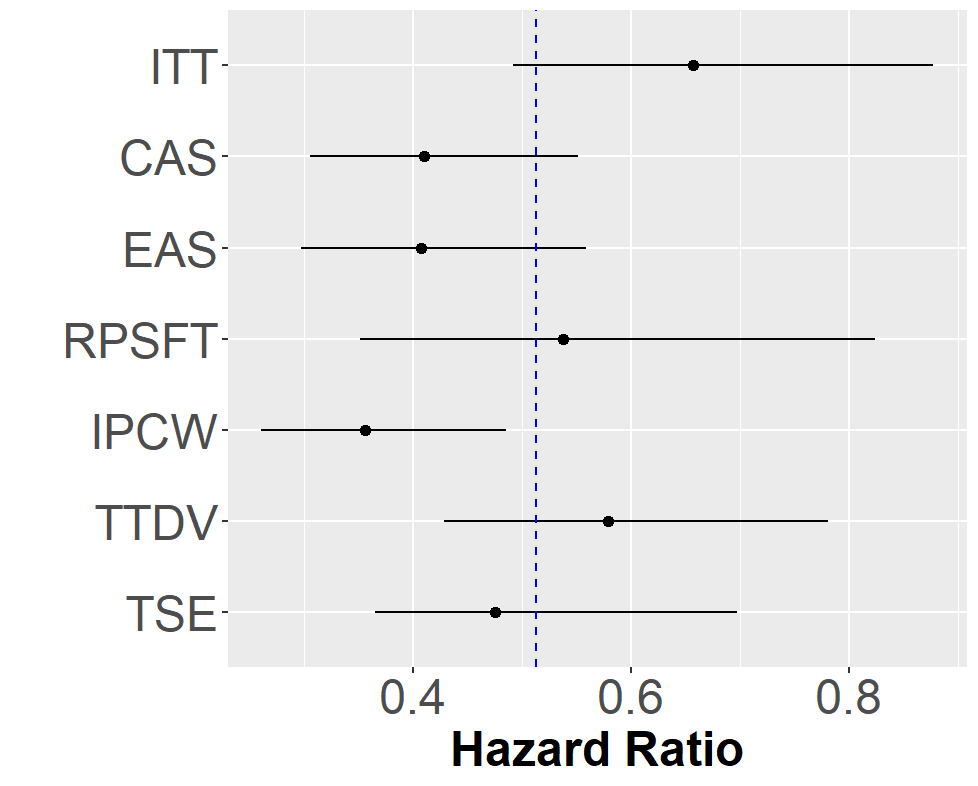 ITT
CAS
EAS
RPSFT
IPCW
TTDV
TSE
0.4 0.6 0.8
Hazard Ratio